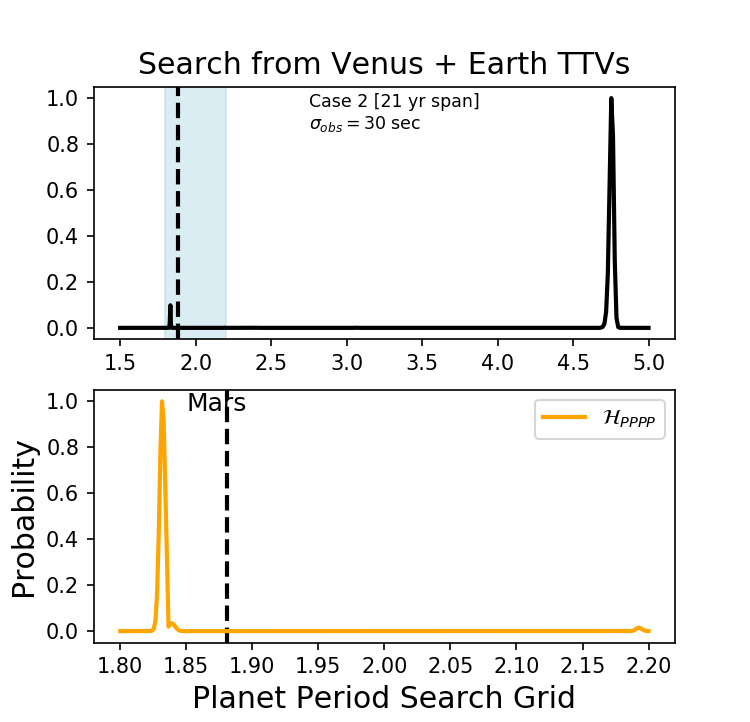 Search from Venus + Earth TTVs
Case 2 [21 yr span]
σ_obs = 30 sec
1.0
0.8
0.6
0.4
0.2
0.0
1.5 2.0 2.5 3.0 3.5 4.0 4.5 5.0
Mars
ℋ_PPPP
Probability
1.0
0.8
0.6
0.4
0.2
0.0
1.80 1.85 1.90 1.95 2.00 2.05 2.10 2.15 2.20
Planet Period Search Grid